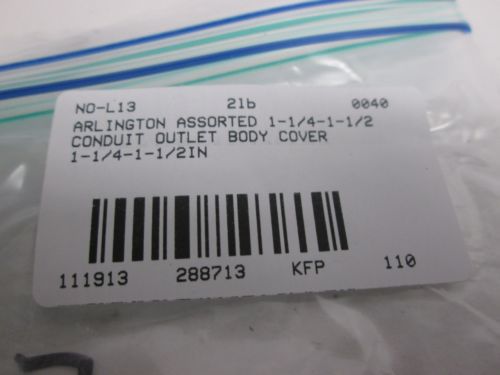 NO-L13 21b 0040
ARLINGTON ASSORTED 1-1/4-1-1/2
CONDUIT OUTLET BODY COVER
1-1/4-1-1/2IN
111913 288713 KFP 110